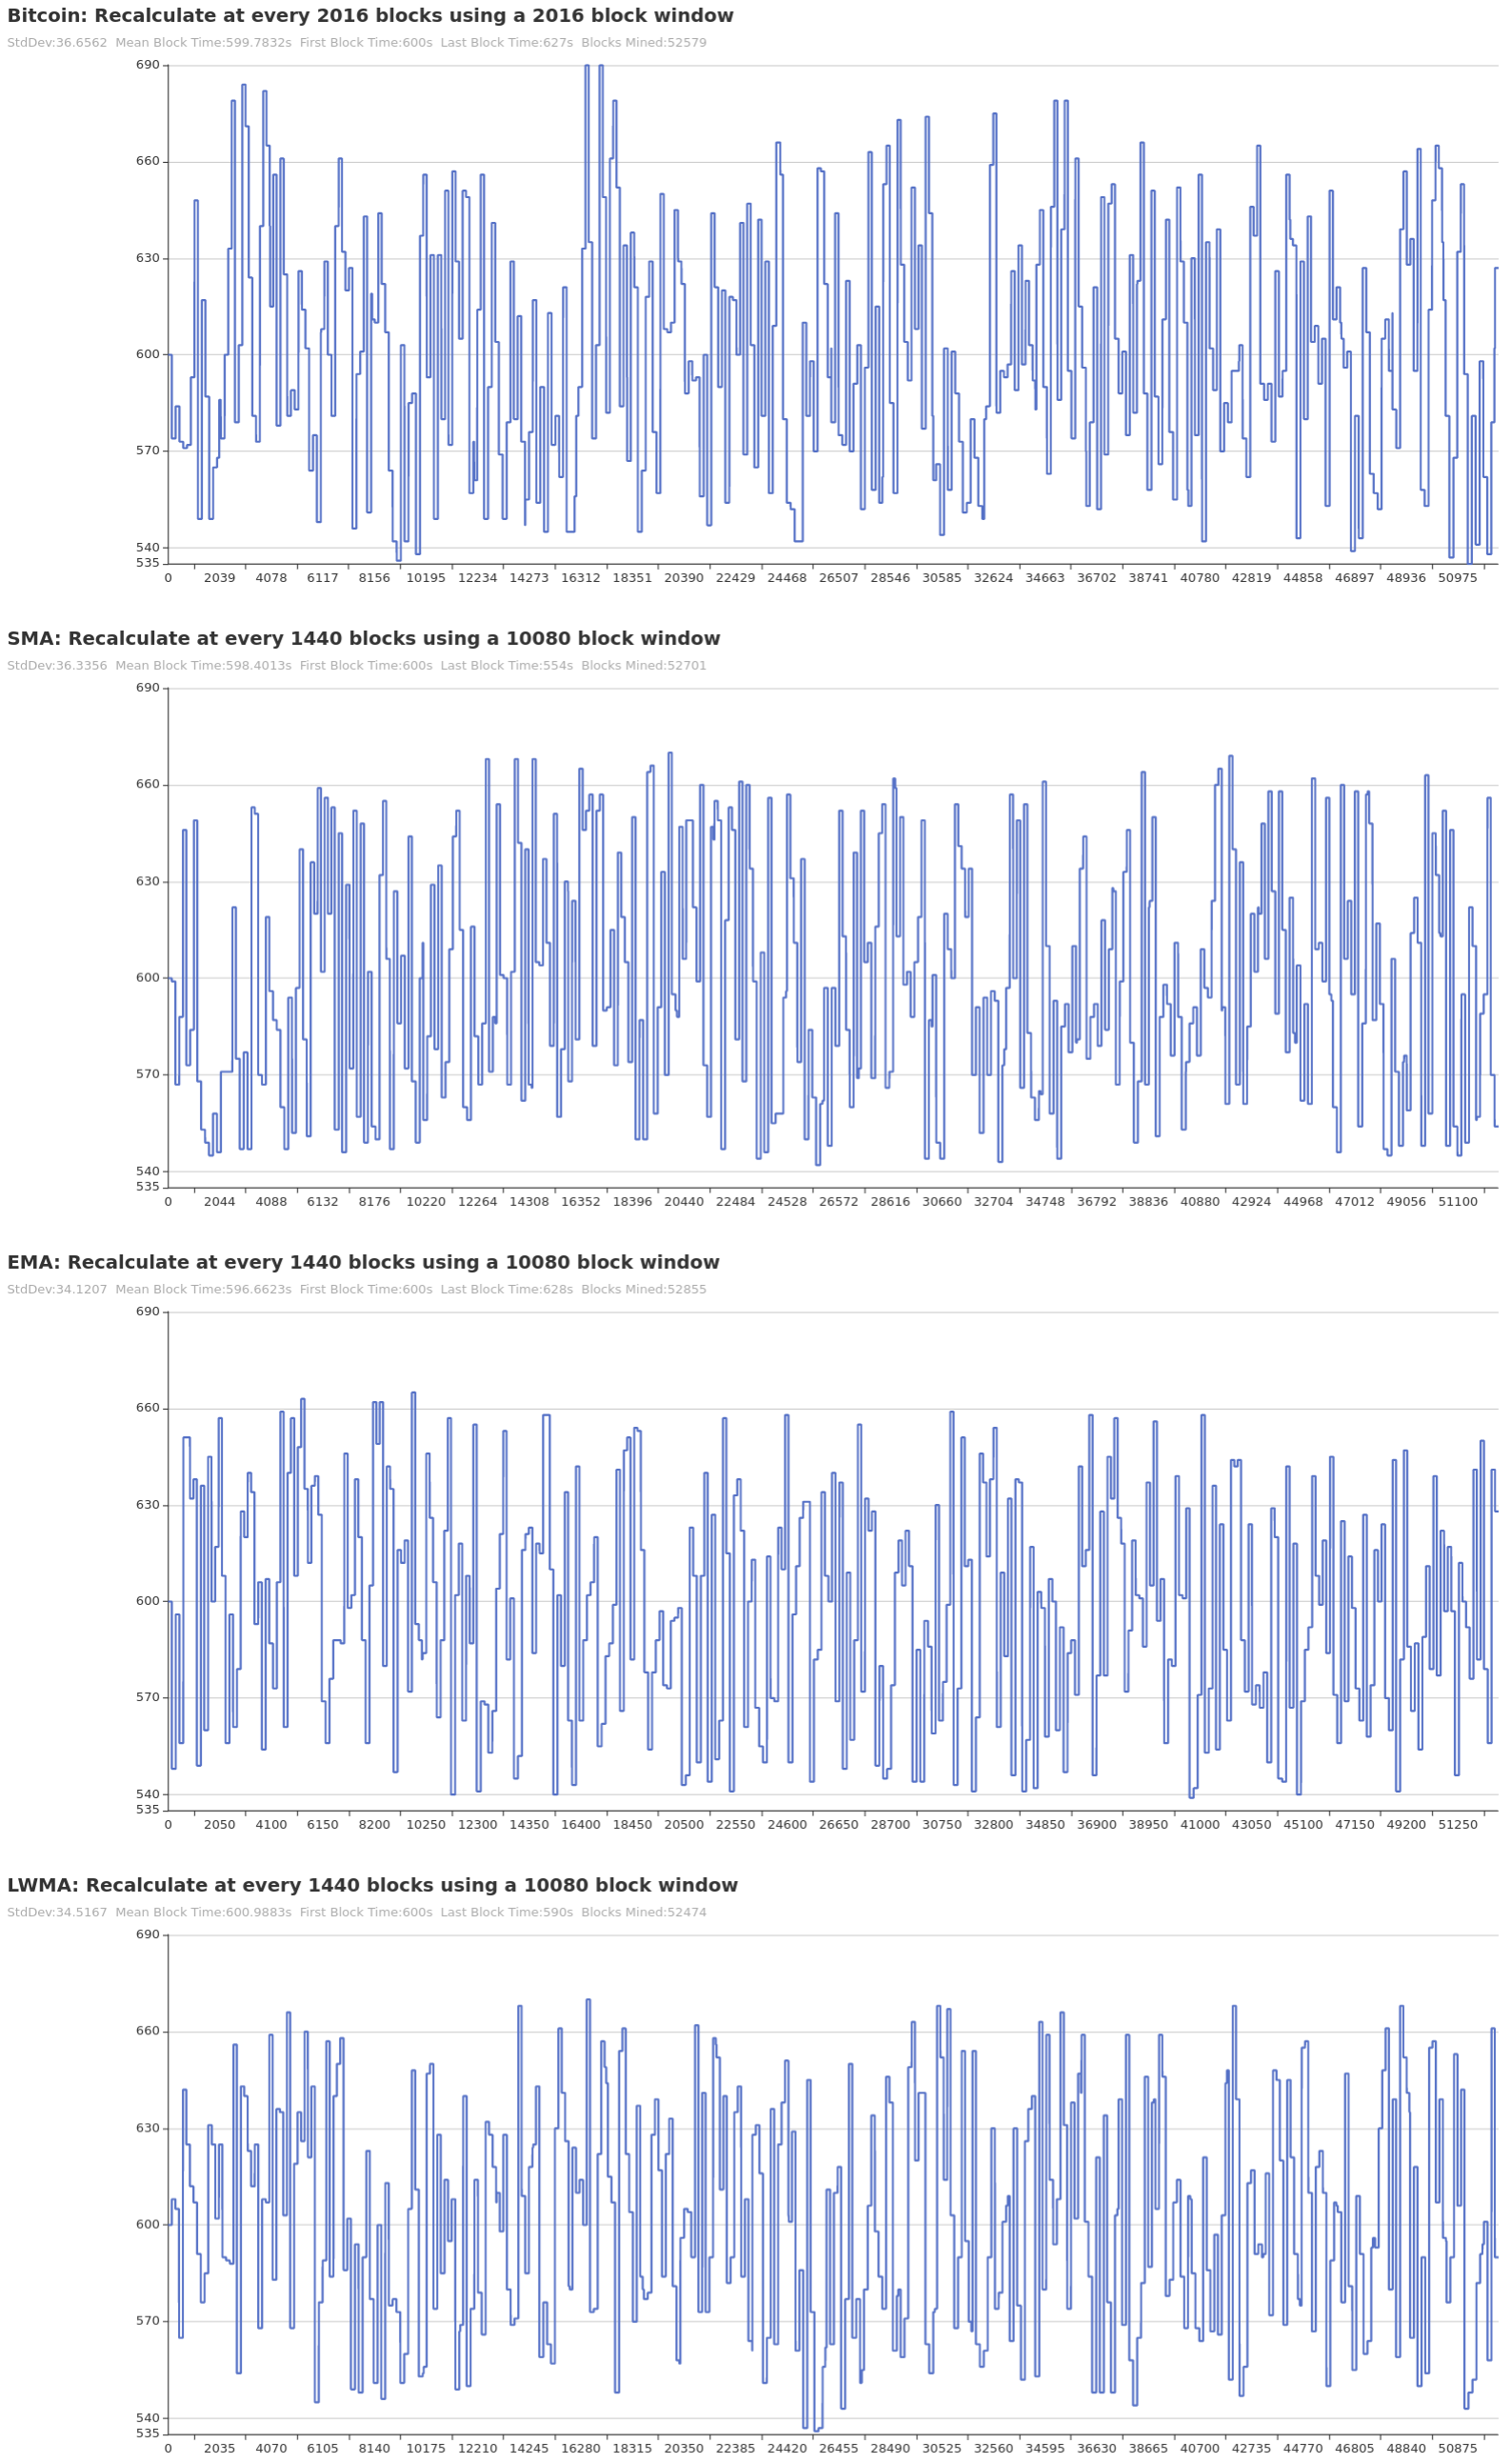 Bitcoin: Recalculate at every 2016 blocks using a 2016 block window
StdDev:36.6562 Mean Block Time:599.7832s First Block Time:600s Last Block Time:627s Blocks Mined:52579
690
660
630
600
570
540
535
0 2039 4078 6117 8156 10195 12234 14273 16312 18351 20390 22429 24468 26507 28546 30585 32624 34663 36702 38741 40780 42819 44858 46897 48936 50975
SMA: Recalculate at every 1440 blocks using a 10080 block window
StdDev:36.3356 Mean Block Time:598.4013s First Block Time:600s Last Block Time:554s Blocks Mined:52701
690
660
630
600
570
540
535
0 2044 4088 6132 8176 10220 12264 14308 16352 18396 20440 22484 24528 26572 28616 30660 32704 34748 36792 38836 40880 42924 44968 47012 49056 51100
EMA: Recalculate at every 1440 blocks using a 10080 block window
StdDev:34.1207 Mean Block Time:596.6623s First Block Time:600s Last Block Time:628s Blocks Mined:52855
690
660
630
600
570
540
535
0 2050 4100 6150 8200 10250 12300 14350 16400 18450 20500 22550 24600 26650 28700 30750 32800 34850 36900 38950 41000 43050 45100 47150 49200 51250
LWMA: Recalculate at every 1440 blocks using a 10080 block window
StdDev:34.5167 Mean Block Time:600.9883s First Block Time:600s Last Block Time:590s Blocks Mined:52474
690
660
630
600
570
540
535
0 2035 4070 6105 8140 10175 12210 14245 16280 18315 20350 22385 24420 26455 28490 30525 32560 34595 36630 38665 40700 42735 44770 46805 48840 50875